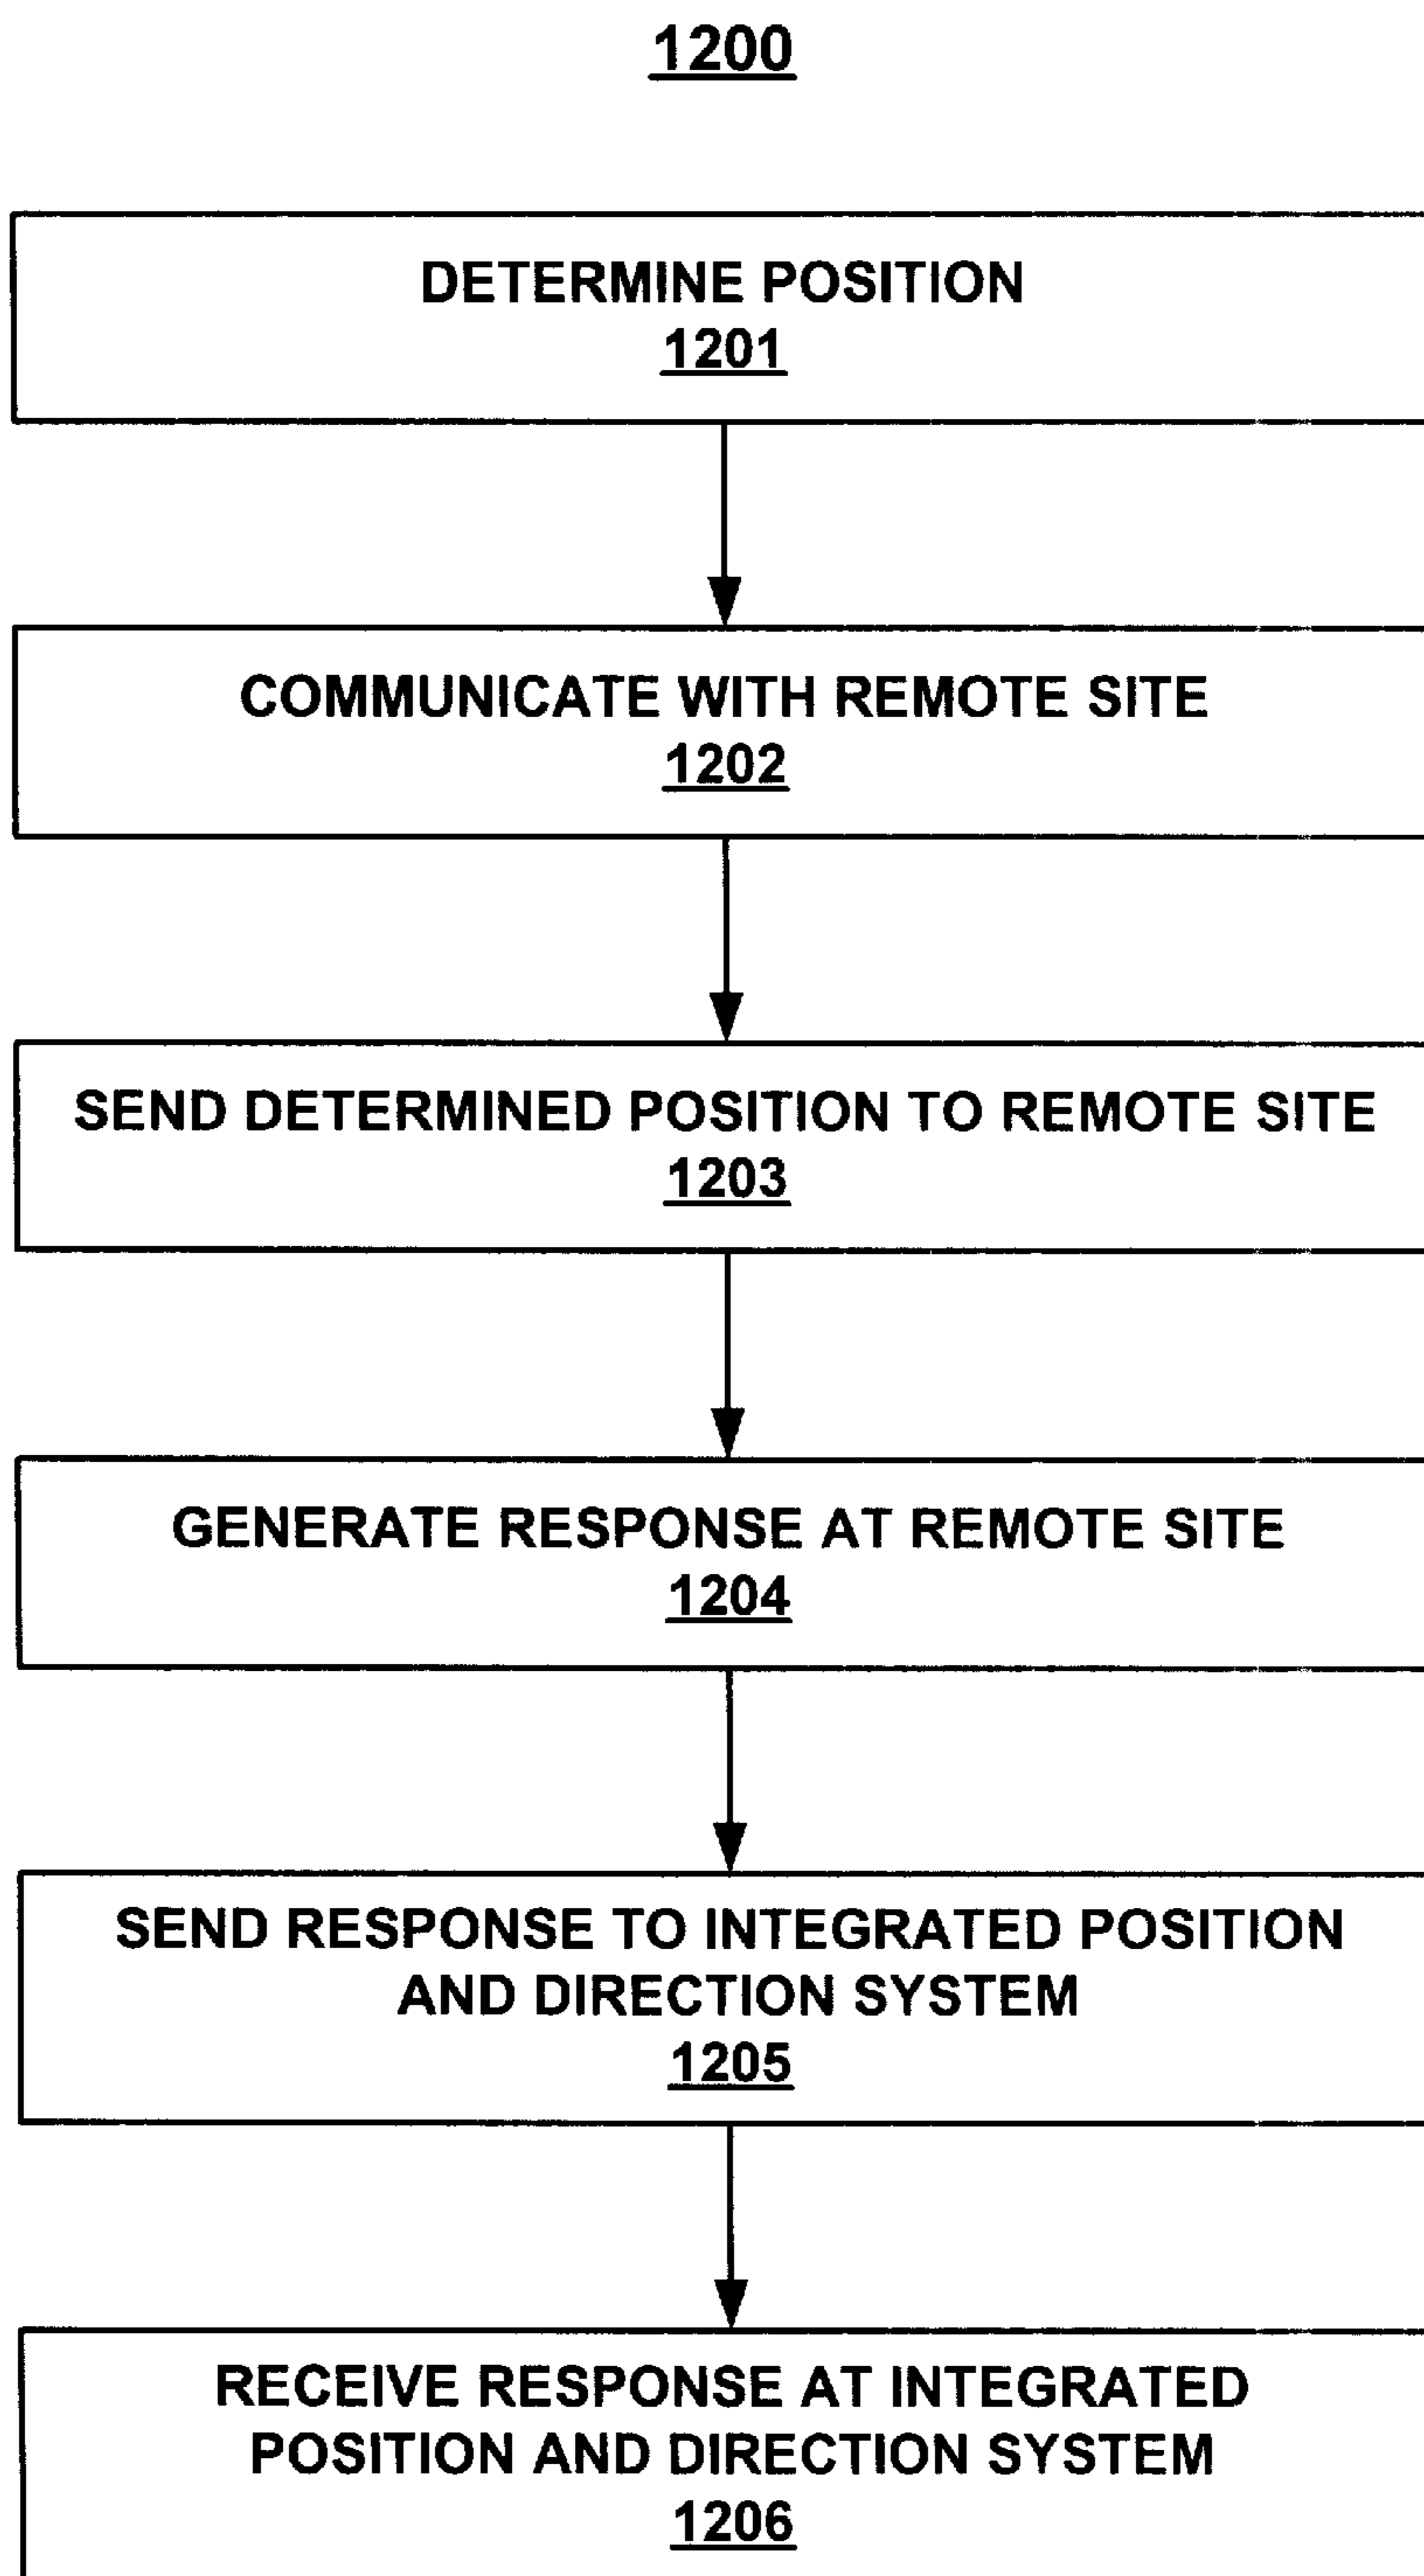 1200
DETERMINE POSITION
1201
COMMUNICATE WITH REMOTE SITE
1202
SEND DETERMINED POSITION TO REMOTE SITE
1203
GENERATE RESPONSE AT REMOTE SITE
1204
SEND RESPONSE TO INTEGRATED POSITION
AND DIRECTION SYSTEM
1205
RECEIVE RESPONSE AT INTEGRATED
POSITION AND DIRECTION SYSTEM
1206